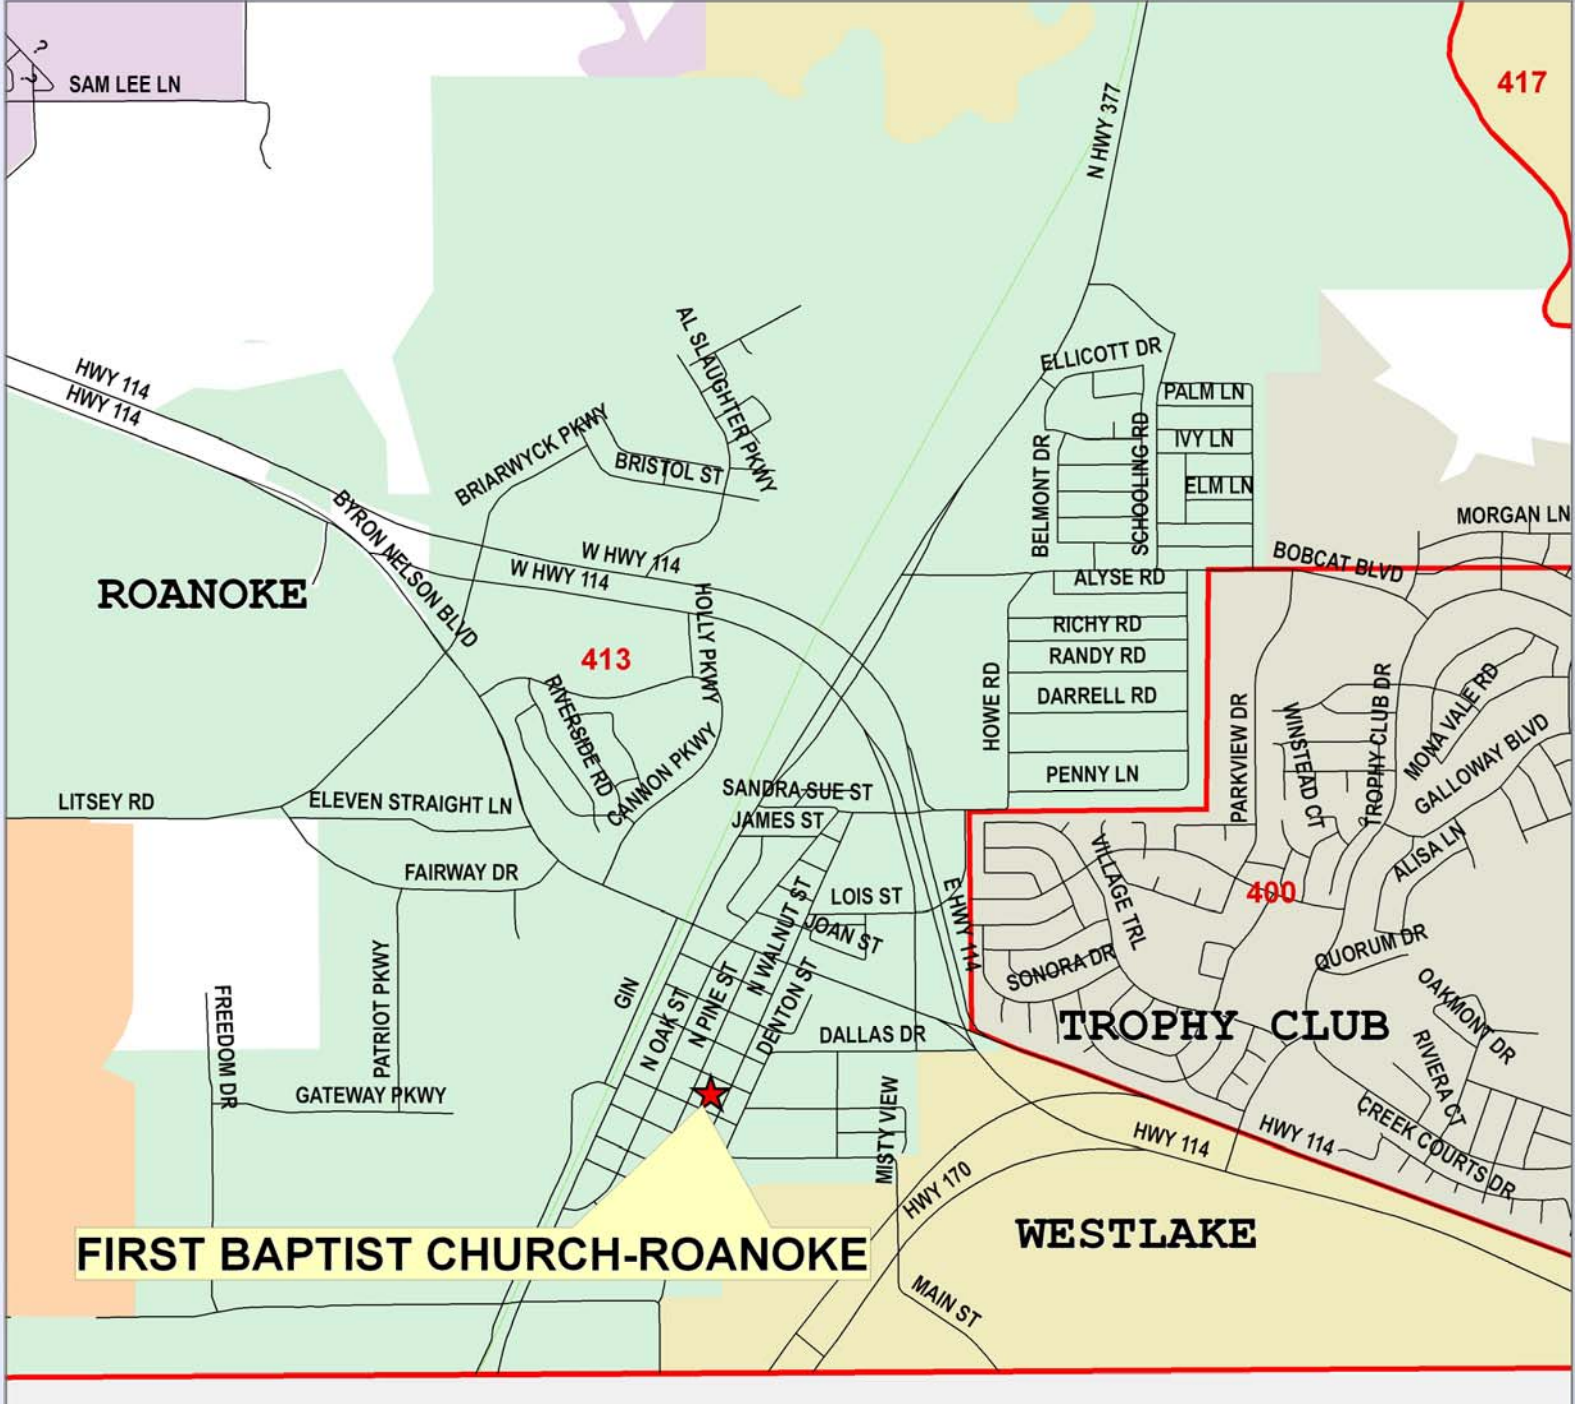 ?
?
SAM LEE LN
417
N HWY 377
AL SLAUGHTER PKWY
ELLICOTT DR
HWY 114
HWY 114
PALM LN
BRIARWYCK PKWY
IVY LN
BRISTOL ST
BELMONT DR
SCHOOLING RD
ELM LN
MORGAN LN
BYRON NELSON BLVD
W HWY 114
W HWY 114
BOBCAT BLVD
ALYSE RD
ROANOKE
HOLLY PKWY
RICHY RD
413
RANDY RD
RIVERSIDE RD
HOWE RD
DARRELL RD
PARKVIEW DR
WINSTEAD CT
TROPHY CLUB DR
MONA VALE RD
GALLOWAY BLVD
CANNON PKWY
PENNY LN
SANDRA SUE ST
LITSEY RD
ELEVEN STRAIGHT LN
JAMES ST
VILLAGE TRL
ALISA LN
FAIRWAY DR
LOIS ST
400
E HWY 114
N WALNUT ST
JOAN ST
QUORUM DR
SONORA DR
PATRIOT PKWY
GIN
N PINE ST
DENTON ST
OAKMONT DR
FREEDOM DR
N OAK ST
DALLAS DR
TROPHY CLUB
RIVIERA CT
GATEWAY PKWY
MISTY VIEW
HWY 114
HWY 114
CREEK COURTS DR
HWY 170
WESTLAKE
FIRST BAPTIST CHURCH-ROANOKE
MAIN ST